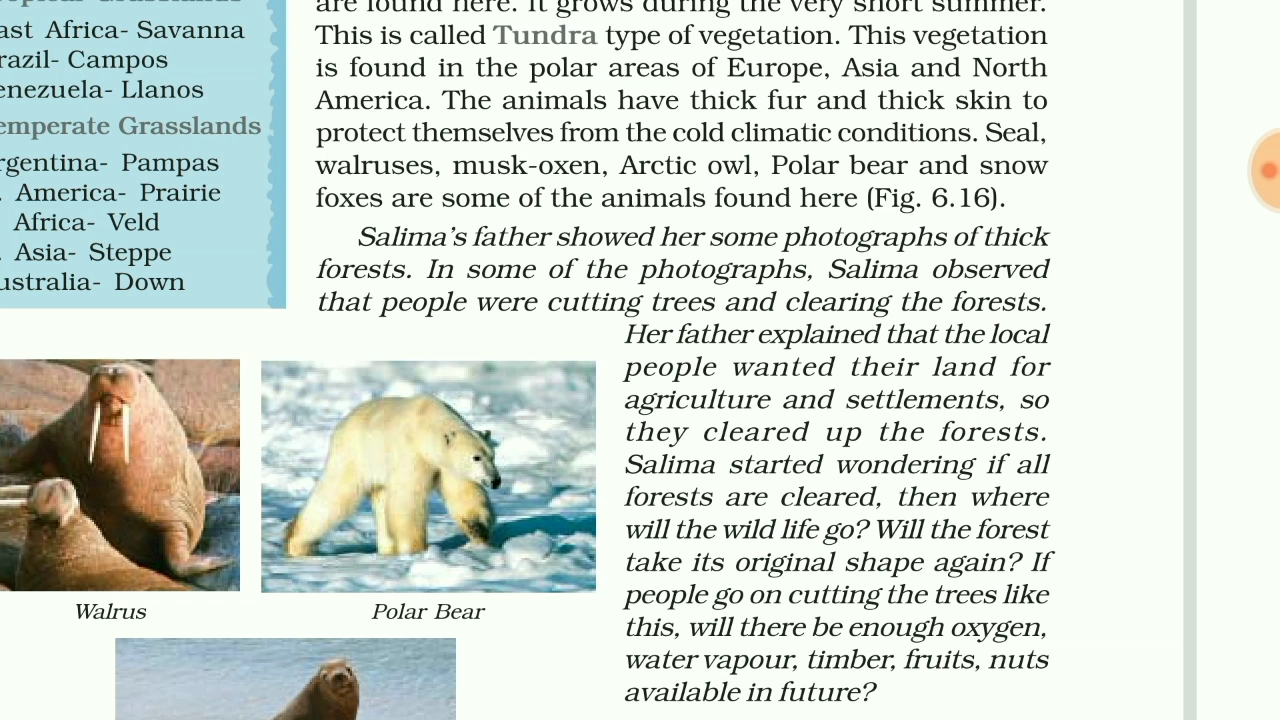 ast Africa- Savanna
razil- Campos
enezuela- Llanos
emperate Grasslands
rgentina- Pampas
. America- Prairie
Africa- Veld
. Asia- Steppe
ustralia- Down
are found here. It grows during the very short summer.
This is called Tundra type of vegetation. This vegetation
is found in the polar areas of Europe, Asia and North
America. The animals have thick fur and thick skin to
protect themselves from the cold climatic conditions. Seal,
walruses, musk-oxen, Arctic owl, Polar bear and snow
foxes are some of the animals found here (Fig. 6.16).
Salima's father showed her some photographs of thick
forests. In some of the photographs, Salima observed
that people were cutting trees and clearing the forests.
Her father explained that the local
people wanted their land for
agriculture and settlements, so
they cleared up the forests.
Salima started wondering if all
forests are cleared, then where
will the wild life go? Will the forest
take its original shape again? If
people go on cutting the trees like
this, will there be enough oxygen,
water vapour, timber, fruits, nuts
available in future?
Walrus
Polar Bear